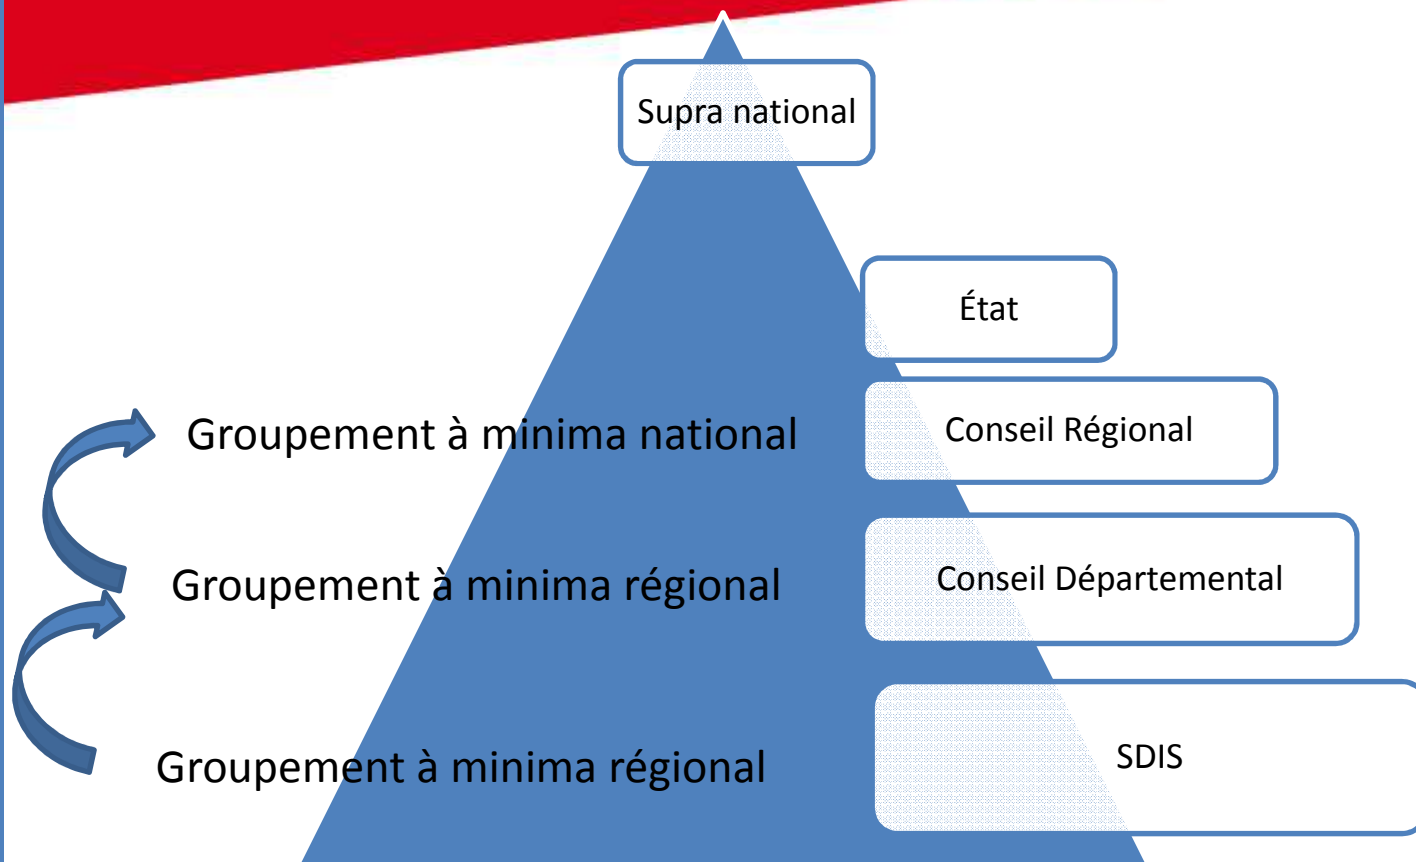 Supra national
État
Groupement à minima national
Conseil Régional
Groupement à minima régional
Conseil Départemental
Groupement à minima régional
SDIS